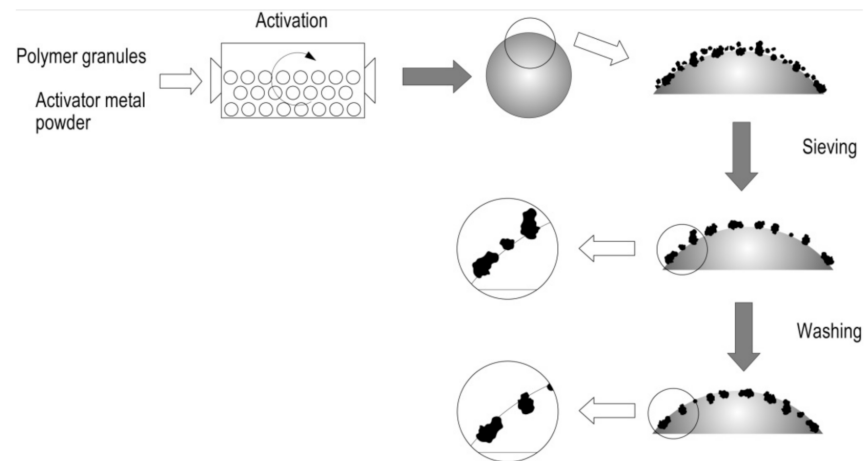 Activation
Polymer granules
Activator metal
powder
Sieving
Washing